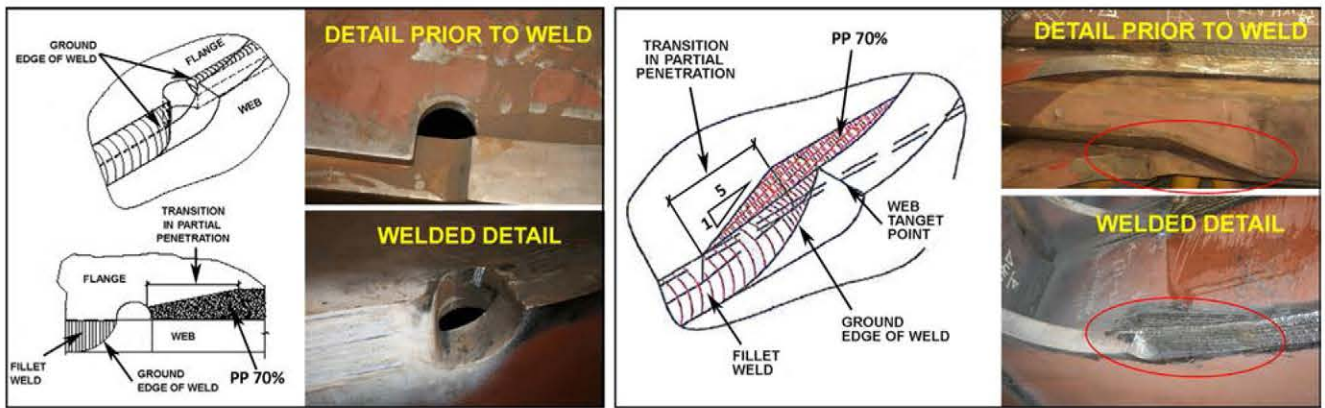 GROUND
EDGE OF WELD
FLANGE
WEB
TRANSITION
IN PARTIAL
PENETRATION
FLANGE
WEB
FILLET
WELD
GROUND
EDGE OF WELD
PP 70%
DETAIL PRIOR TO WELD
WELDED DETAIL
TRANSITION
IN PARTIAL
PENETRATION
PP 70%
5
1
WEB
TANGET
POINT
GROUND
EDGE OF WELD
FILLET
WELD
DETAIL PRIOR TO WELD
WELDED DETAIL